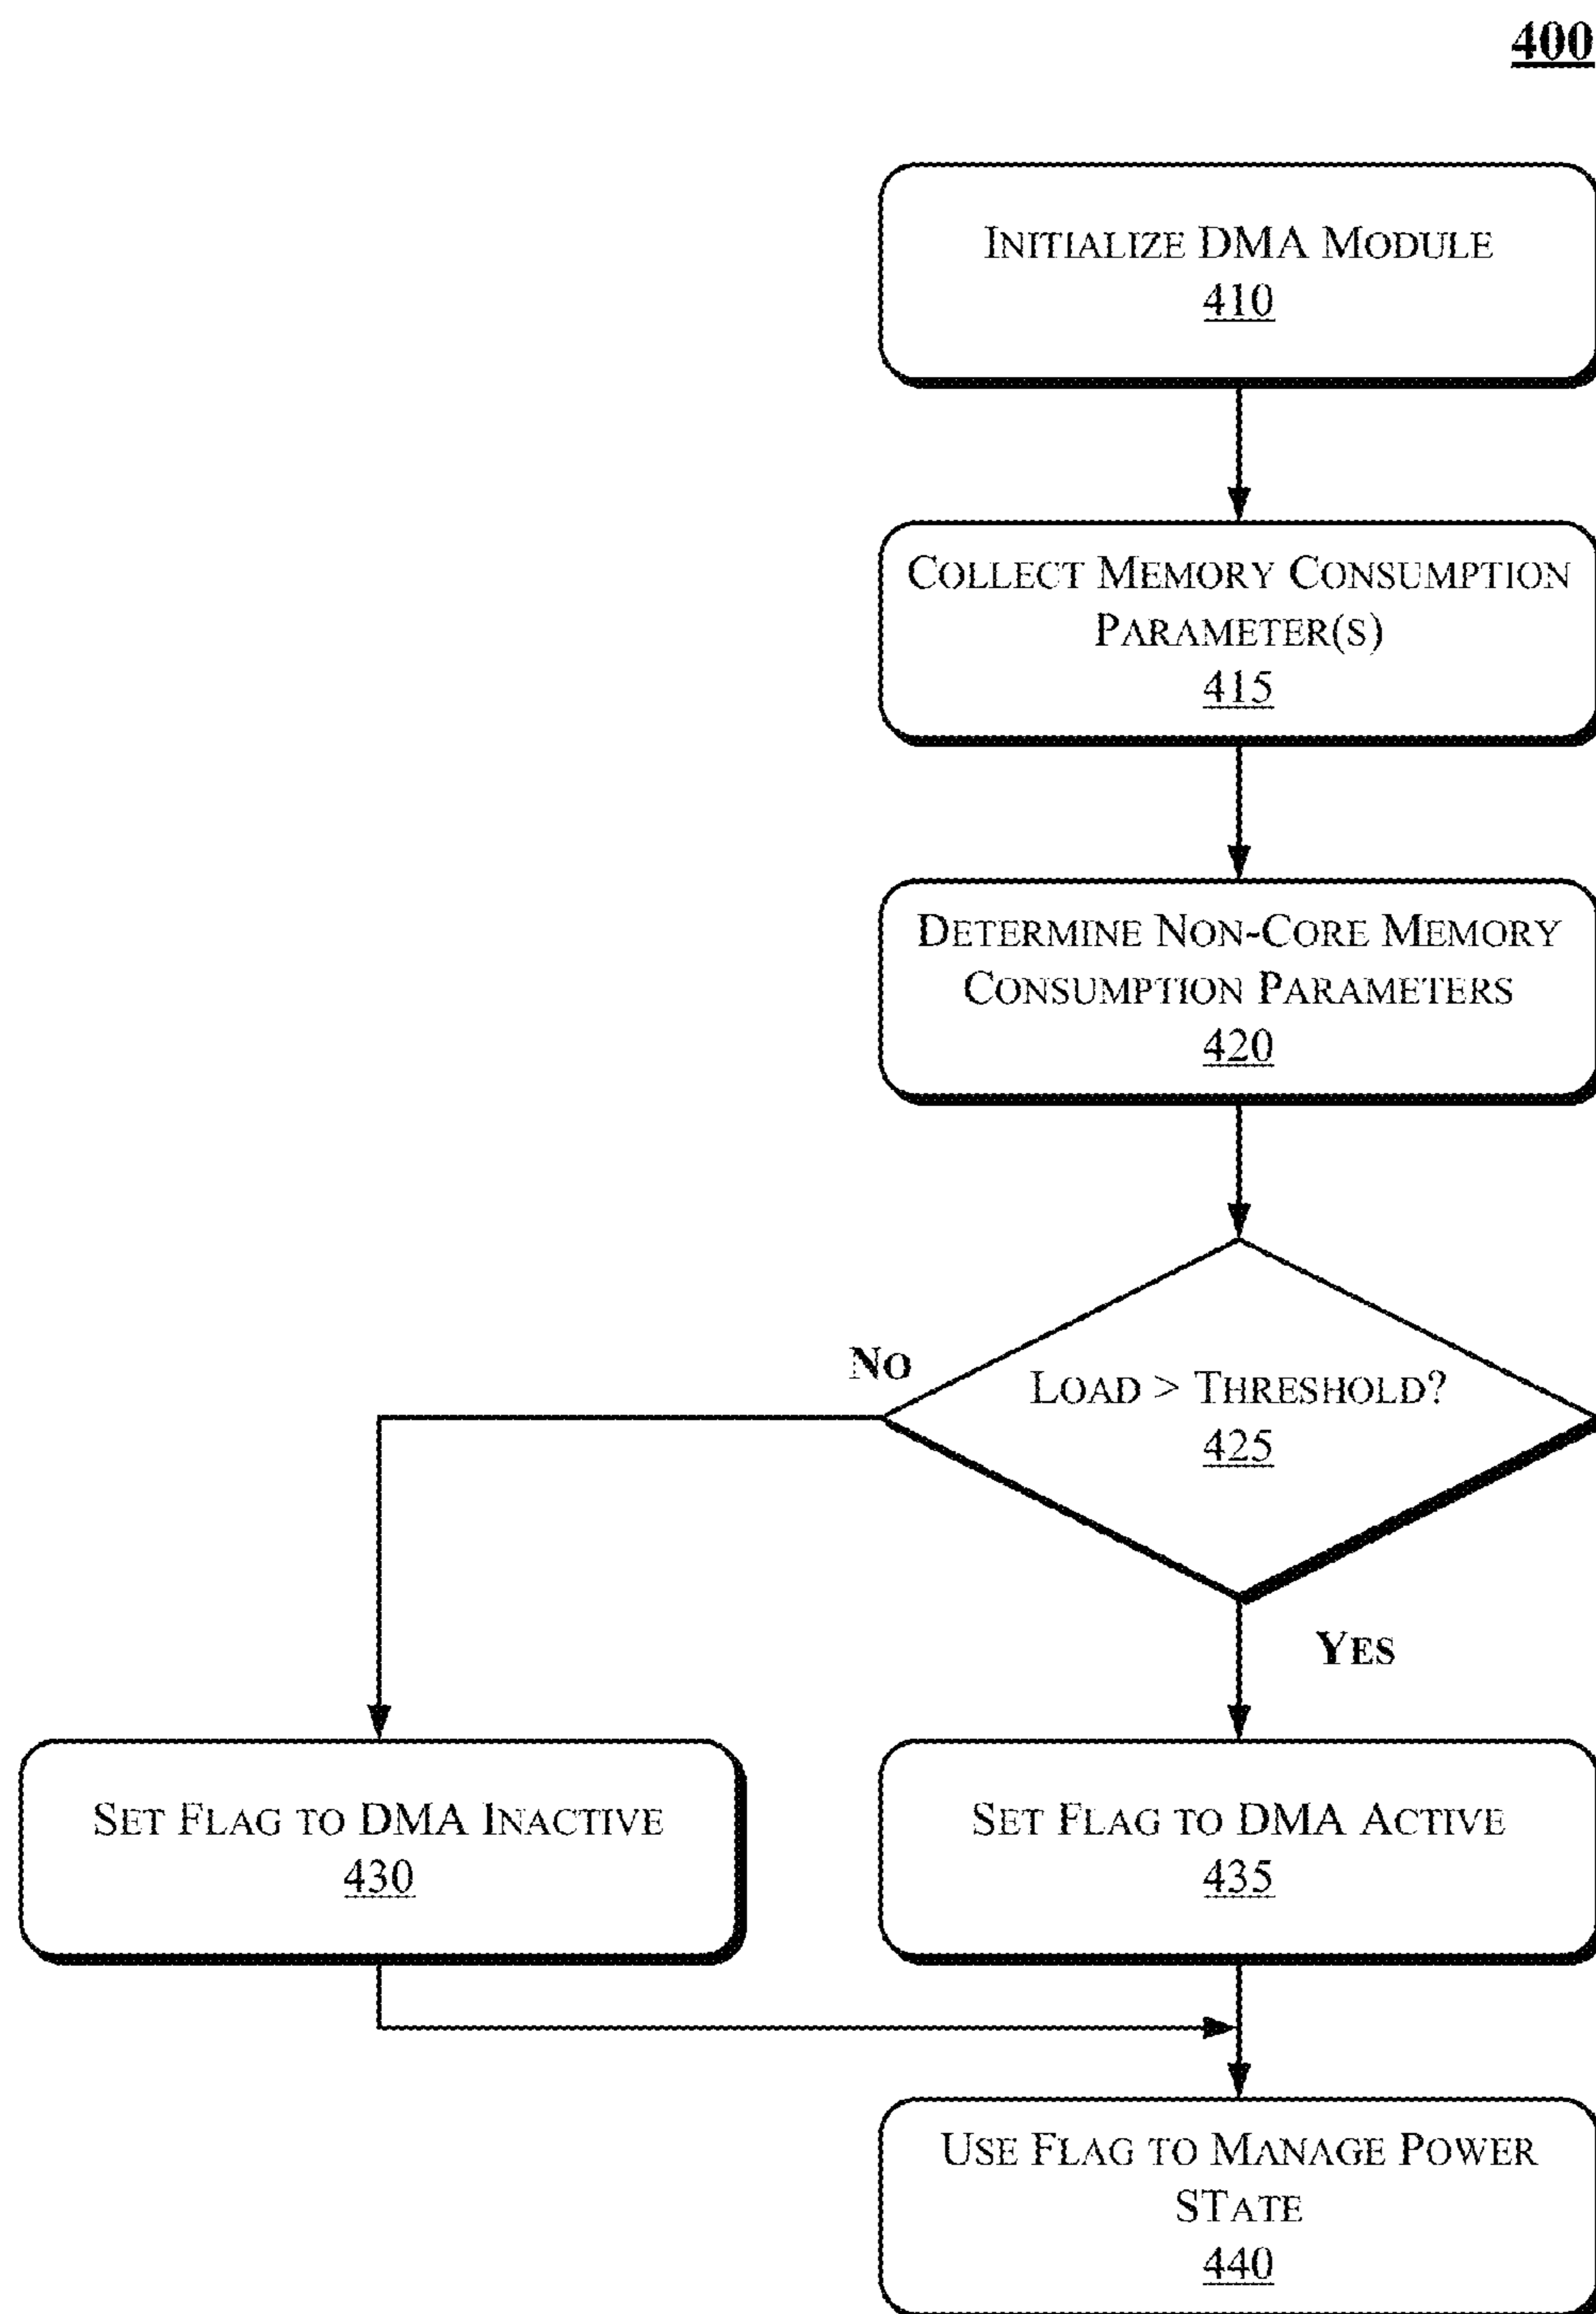 400
INITIALIZE DMA MODULE
410
COLLECT MEMORY CONSUMPTION
PARAMETER(S)
415
DETERMINE NON-CORE MEMORY
CONSUMPTION PARAMETERS
420
NO
LOAD > THRESHOLD?
425
YES
SET FLAG TO DMA INACTIVE
430
SET FLAG TO DMA ACTIVE
435
USE FLAG TO MANAGE POWER
STATE
440